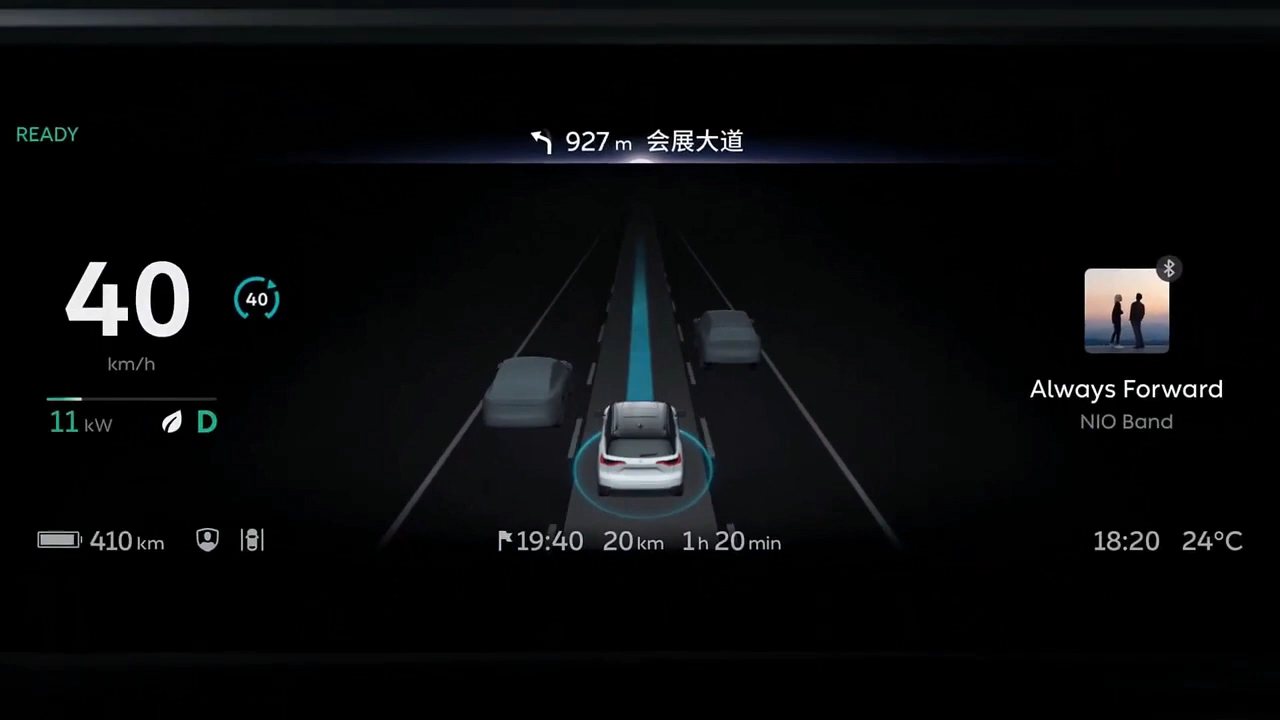 READY
927 m 会展大道
40
40
km/h
11 kW D
Always Forward
NIO Band
410 km
19:40 20 km 1 h 20 min
18:20 24°C